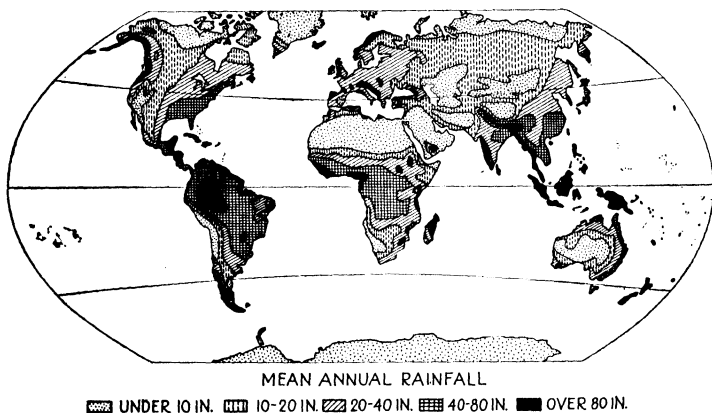 MEAN ANNUAL RAINFALL
UNDER 10 IN. 10-20 IN. 20-40 IN. 40-80 IN. OVER 80 IN.